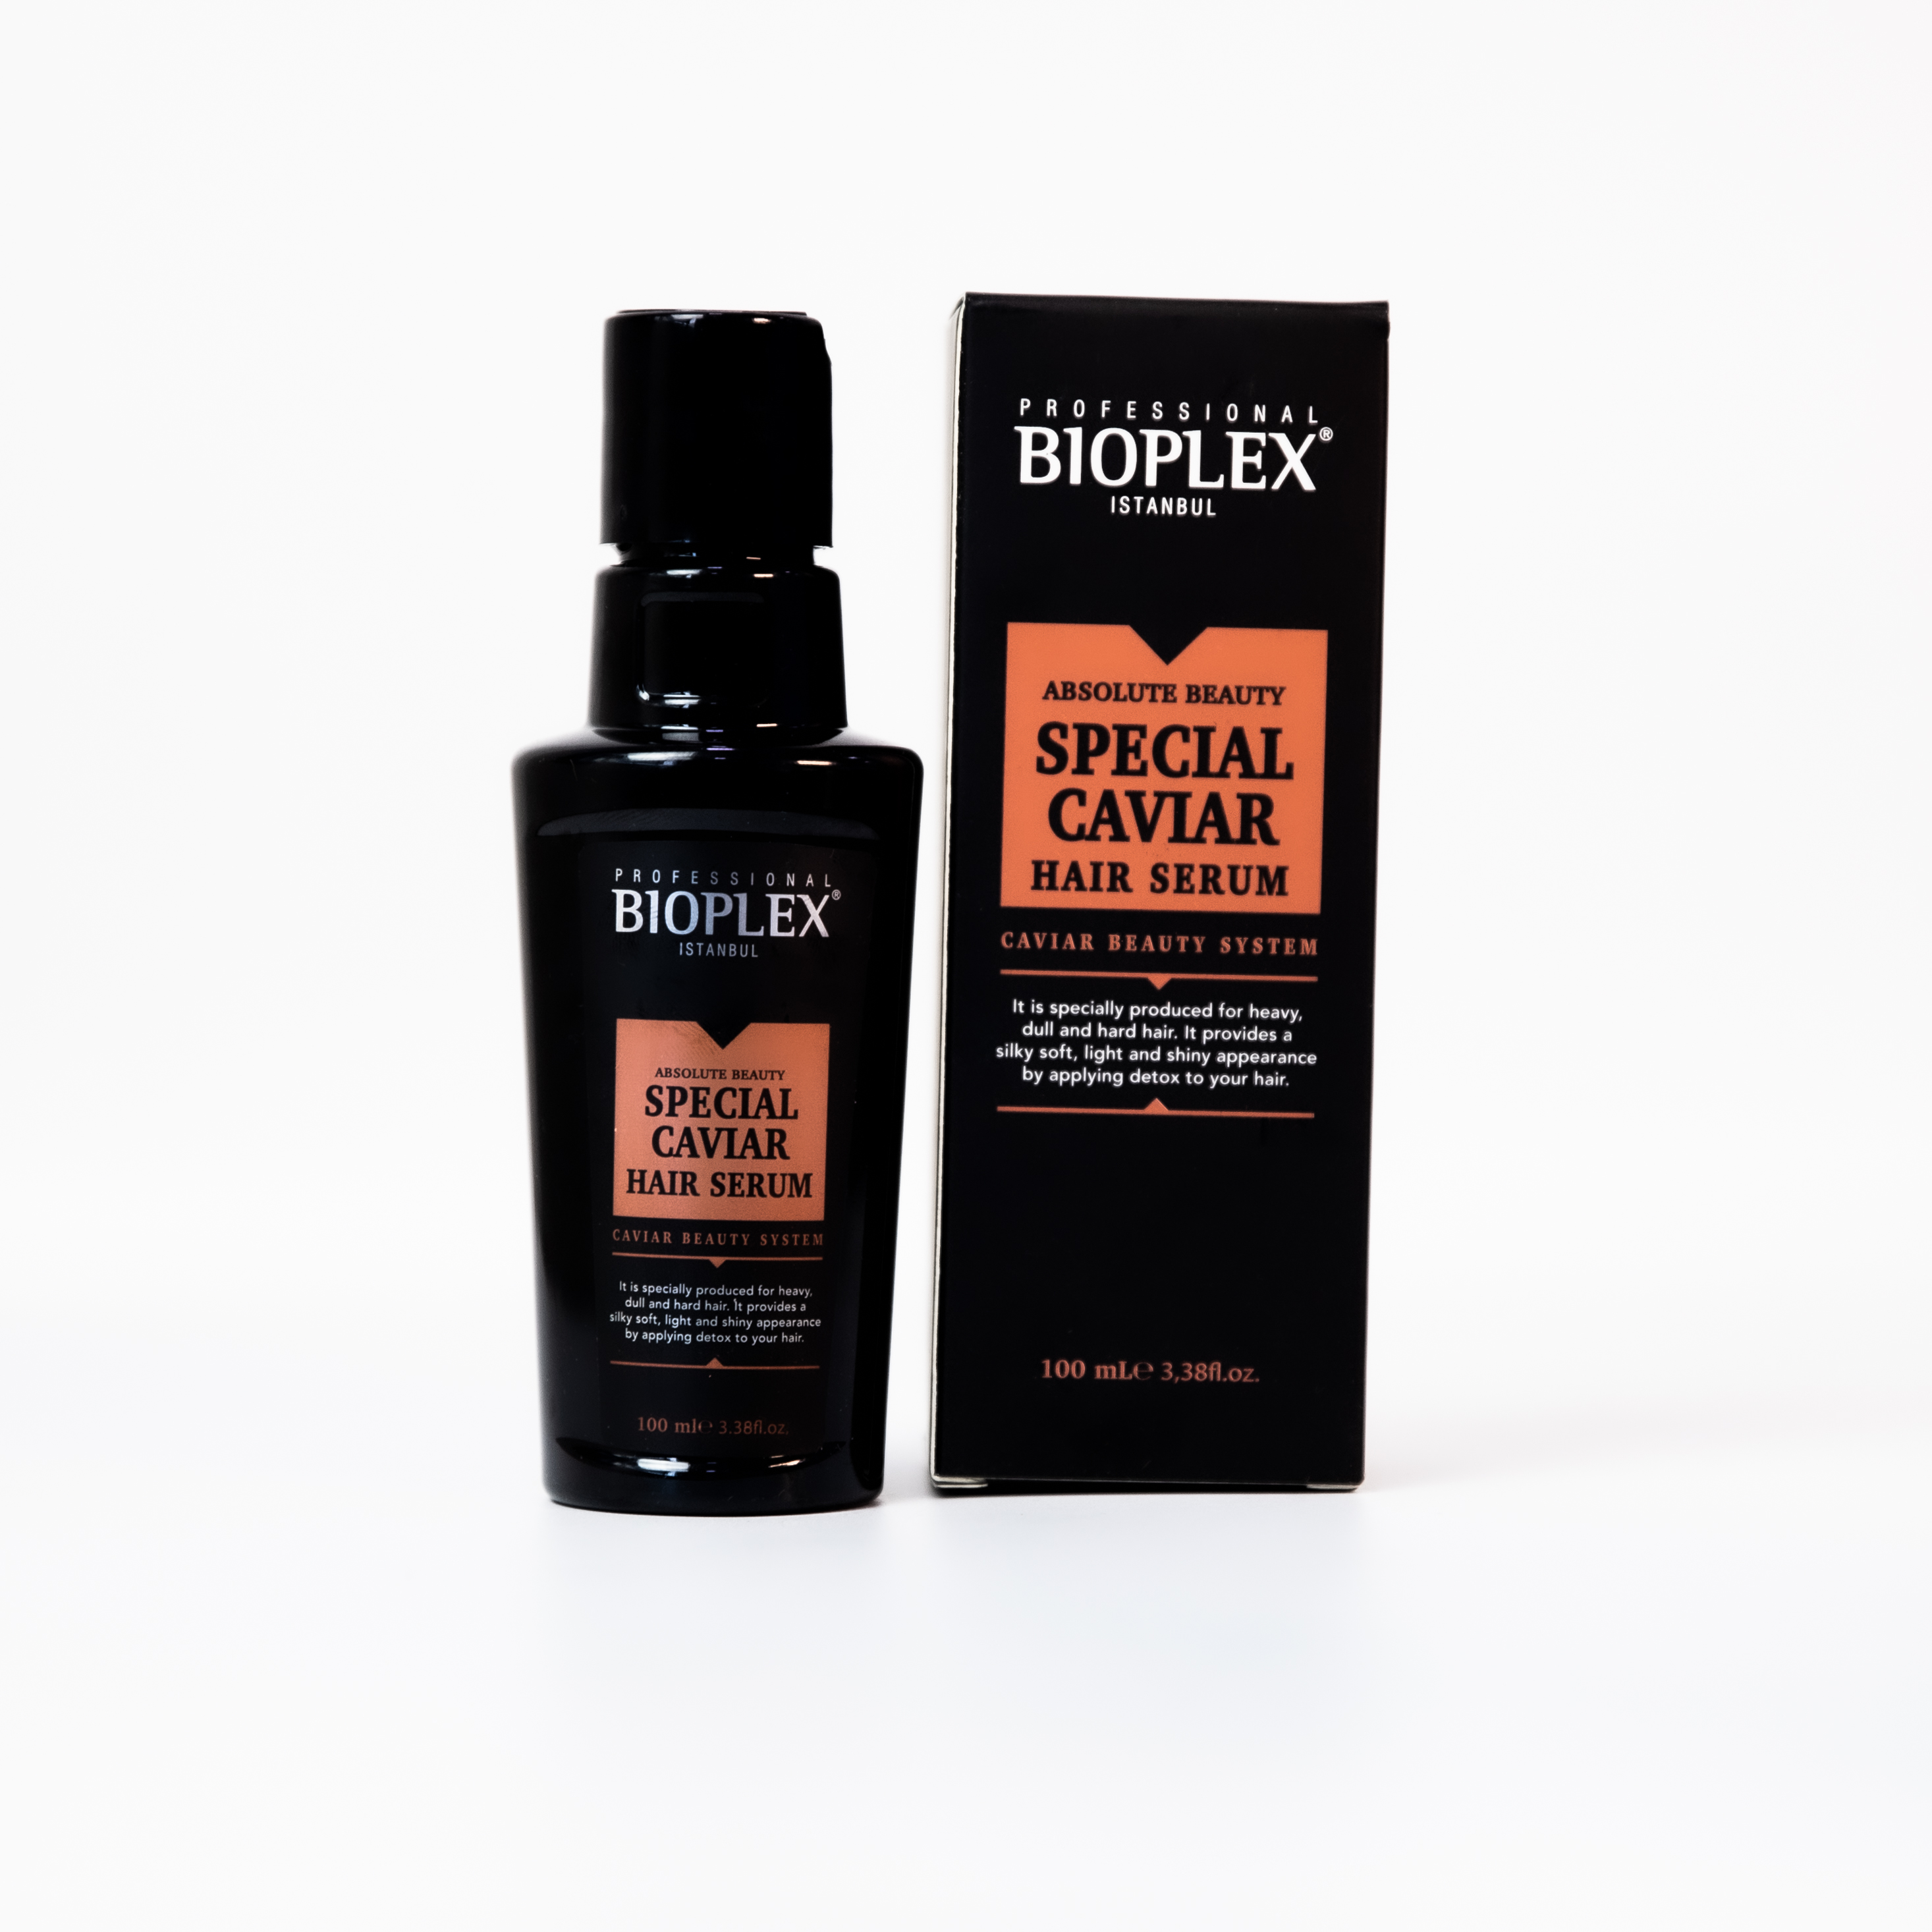 PROFESSIONAL
BIOPLEX®
ISTANBUL
ABSOLUTE BEAUTY
SPECIAL
CAVIAR
HAIR SERUM
CAVIAR BEAUTY SYSTEM
It is specially produced for heavy,
dull and hard hair. It provides a
silky soft, light and shiny appearance
by applying detox to your hair.
100 ml℮ 3.38fl.oz.
PROFESSIONAL
BIOPLEX®
ISTANBUL
ABSOLUTE BEAUTY
SPECIAL
CAVIAR
HAIR SERUM
CAVIAR BEAUTY SYSTEM
It is specially produced for heavy,
dull and hard hair. It provides a
silky soft, light and shiny appearance
by applying detox to your hair.
100 mL℮ 3,38fl.oz.